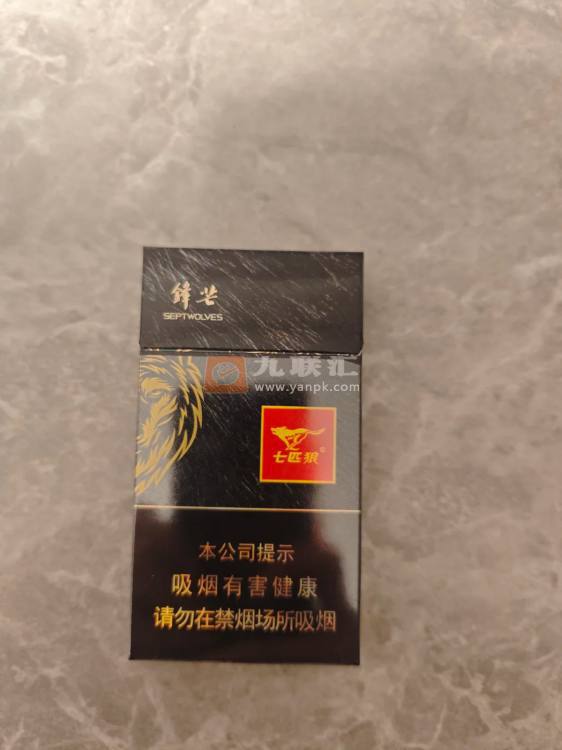 鋒芒
SEPTWOLVES
九联汇
www.yanpk.com
七匹狼
本公司提示
吸烟有害健康
请勿在禁烟场所吸烟